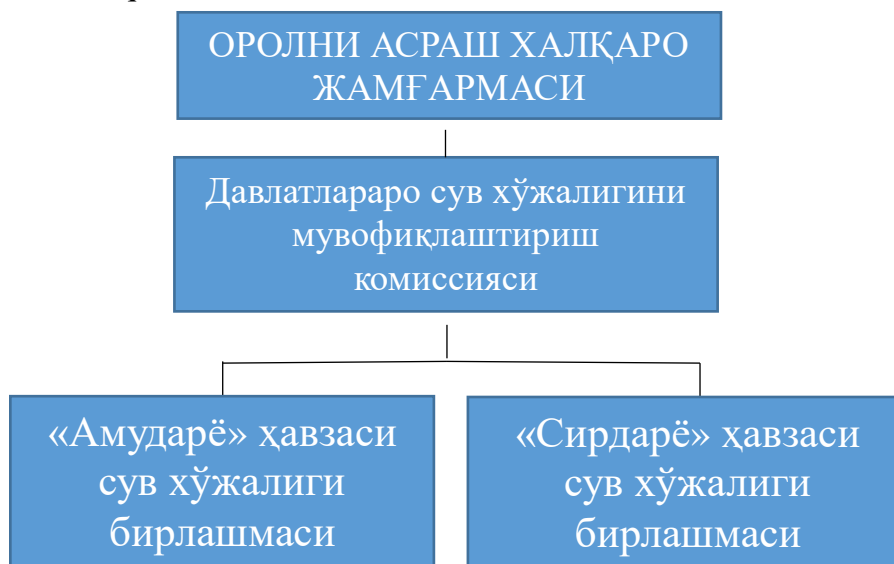 ОРОЛНИ АСРАШ ХАЛҚАРО
ЖАМҒАРМАСИ
Давлатлараро сув хўжалигини
мувофиқлаштириш
комиссияси
«Амударё» ҳавзаси
сув хўжалиги
бирлашмаси
«Сирдарё» ҳавзаси
сув хўжалиги
бирлашмаси